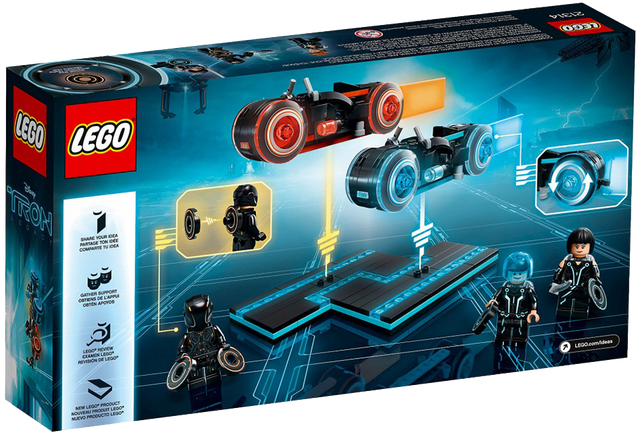 21314
LEGO
LEGO
LEGO
Disney
TRON
SHARE YOUR IDEA
PARTAGE TON IDÉE
COMPARTE TU IDEA
GATHER SUPPORT
OBTIENS DE L'APPUI
OBTÉN APOYOS
LEGO® REVIEW
EXAMEN LEGO®
REVISIÓN DE LEGO®
NEW LEGO® PRODUCT
NOUVEAU PRODUIT LEGO®
NUEVO PRODUCTO LEGO®
LEGO.com/ideas